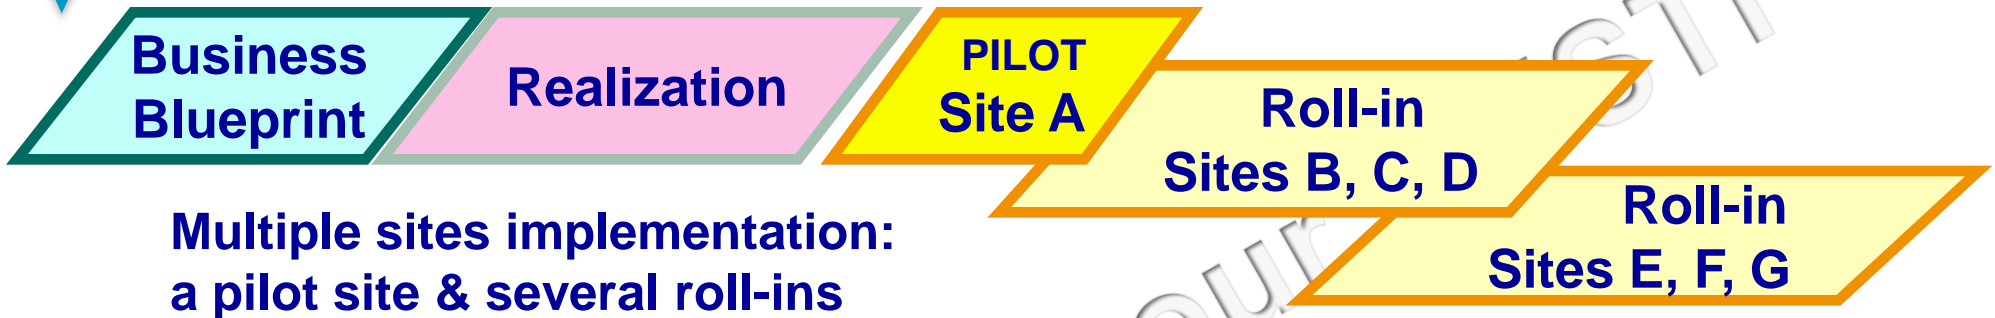 Business
Blueprint
Realization
PILOT
Site A
Roll-in
Sites B, C, D
Roll-in
Sites E, F, G
Multiple sites implementation:
a pilot site & several roll-ins